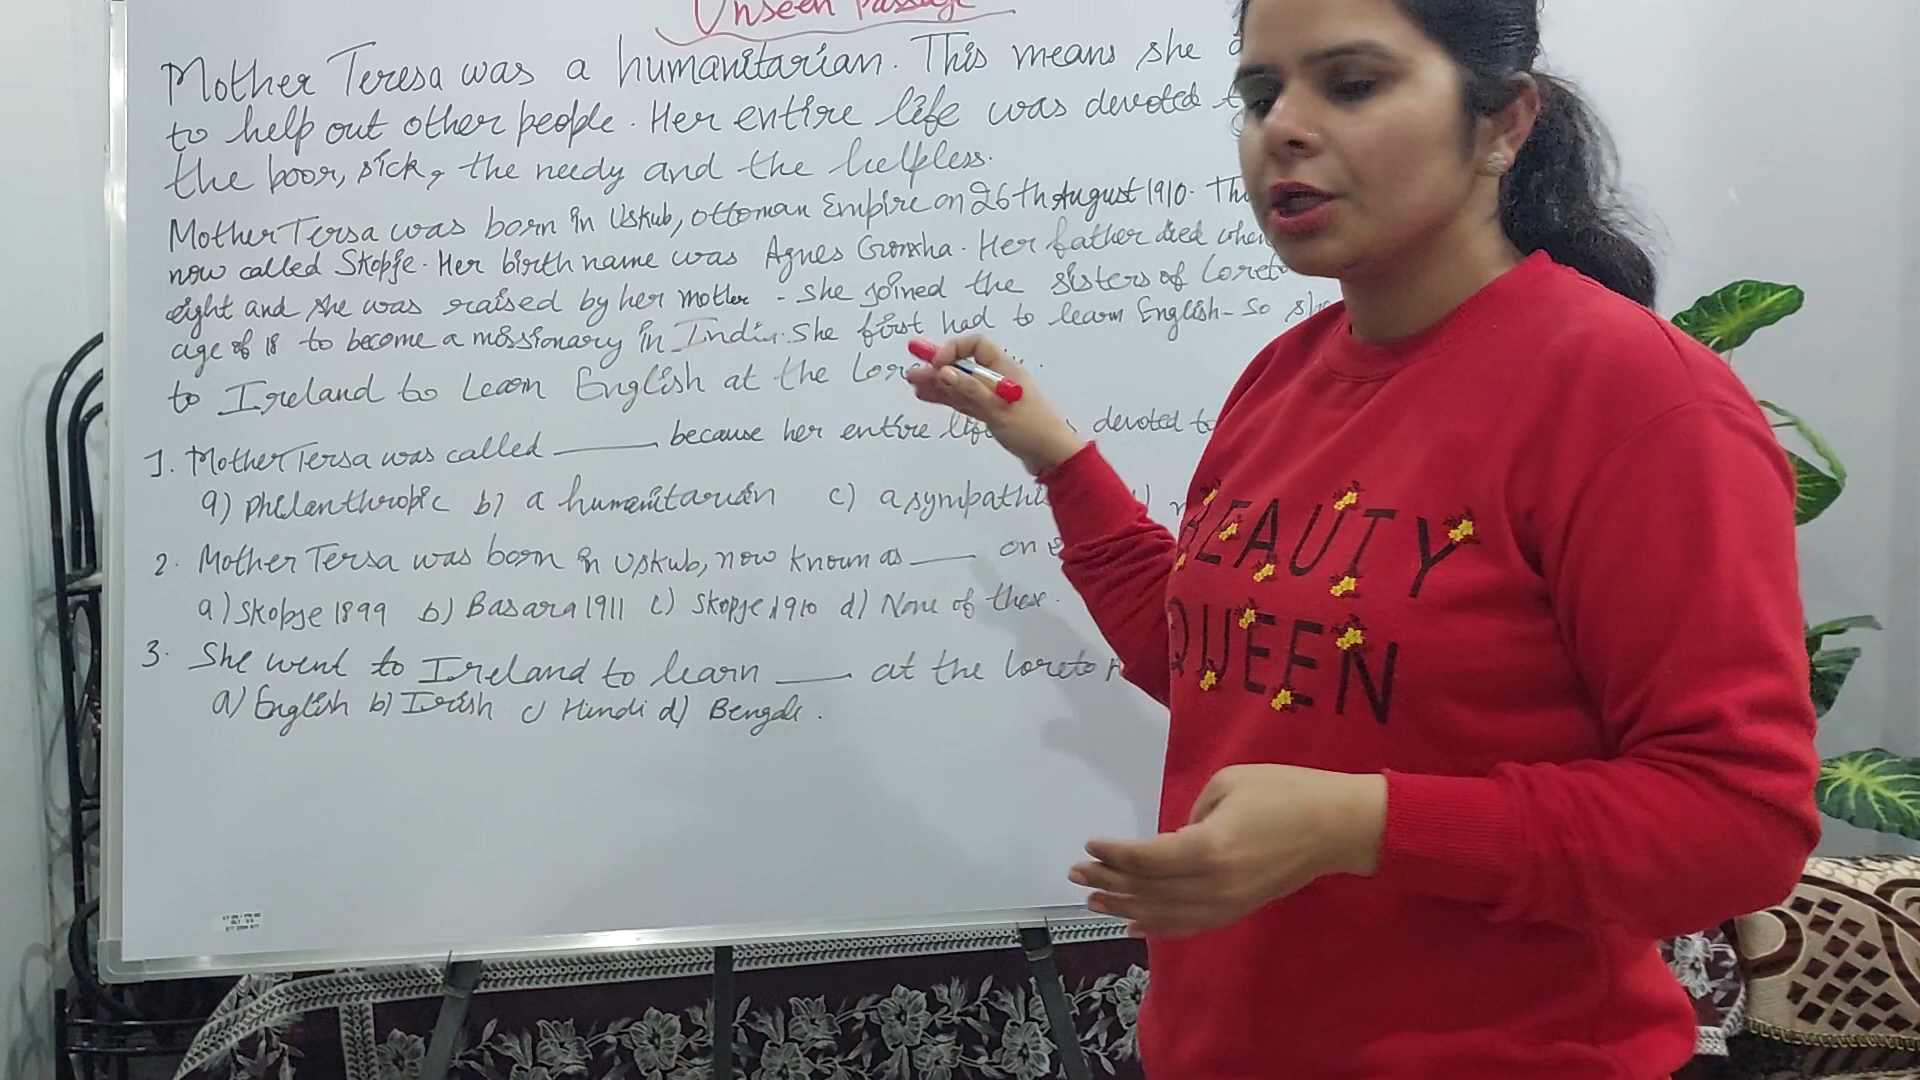 Unseen Passage
Mother Teresa was a humanitarian. This means she
to help out other people. Her entire life was devoted
the poor, sick, the needy and the helpless.
Mother Tersa was born in Uskub, Ottoman Empire on 26th August 1910. Th
now called Skopje. Her birth name was Agnes Gonxha. Her father died when
eight and she was raised by her mother. She joined the sisters of Loret
age of 18 to become a missionary in India. She first had to learn English. So sh
to Ireland to Learn English at the Lore
1. Mother Tersa was called ____ because her entire life devoted to
a) Philanthropic b) a humanitarian c) a sympathi
2. Mother Tersa was born in Uskub, now known as ____ on
a) Skopje 1899 b) Basara 1911 c) Skopje 1910 d) None of these.
3. She went to Ireland to learn ____ at the Loreto
a) English b) Irish c) Hindi d) Bengali.
BEAUTY
QUEEN